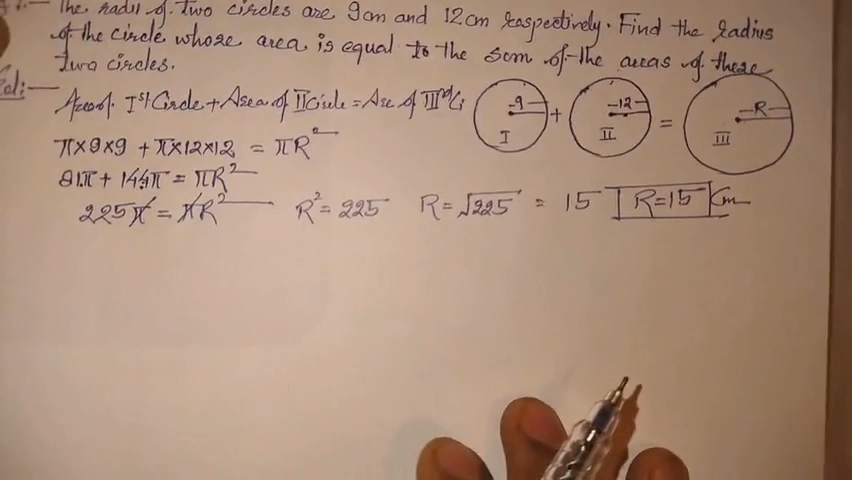 The radii of two circles are 9cm and 12cm respectively. Find the radius
of the circle whose area is equal to the som of the areas of these
two circles.
Sol:— Area of Ist Circle + Area of II Circle = Are of IIIrd Ci
9 + 12 = R
I II III
π×9×9 + π×12×12 = πR²
81π + 144π = πR²
225π = πR² R² = 225 R = √225 = 15 R=15 Cm